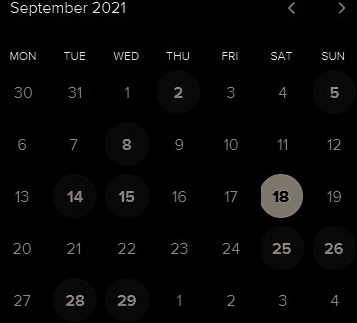 September 2021
MON TUE WED THU FRI SAT SUN
30 31 1 2 3 4 5
6 7 8 9 10 11 12
13 14 15 16 17 18 19
20 21 22 23 24 25 26
27 28 29 1 2 3 4